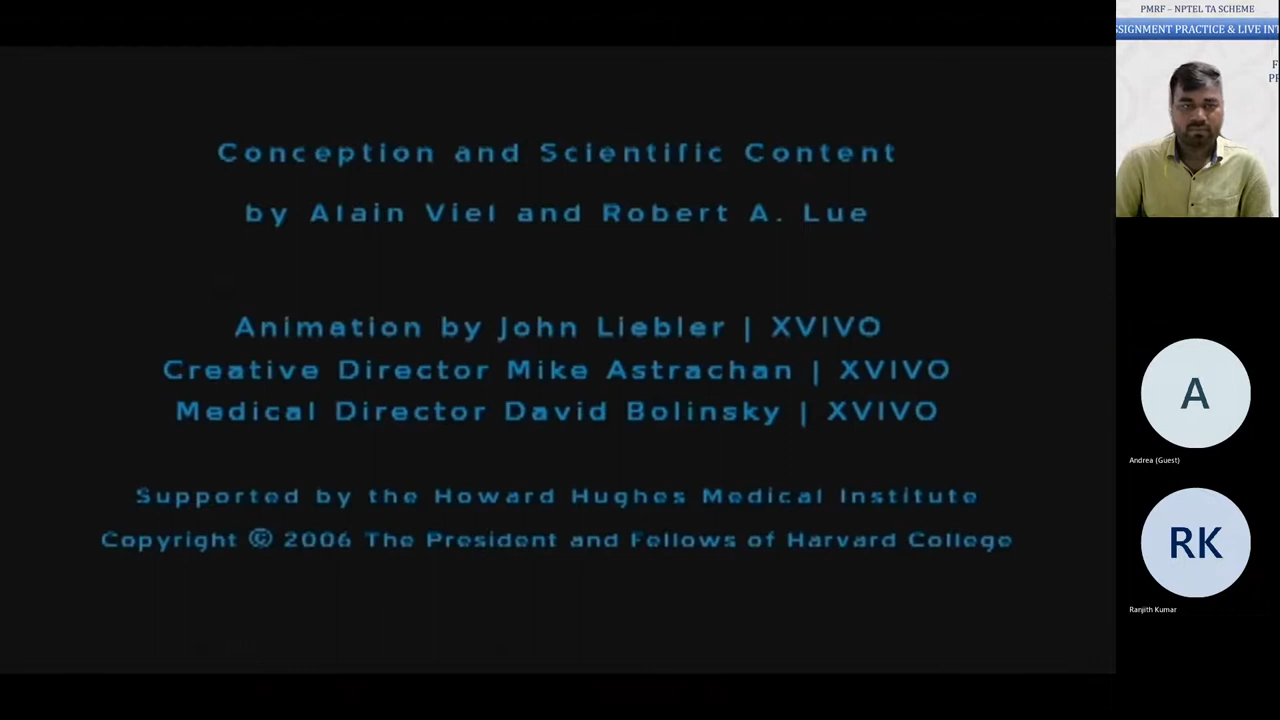 Conception and Scientific Content
by Alain Viel and Robert A. Lue
Animation by John Liebler | XVIVO
Creative Director Mike Astrachan | XVIVO
Medical Director David Bolinsky | XVIVO
Supported by the Howard Hughes Medical Institute
Copyright © 2006 The President and Fellows of Harvard College
PMRF – NPTEL TA SCHEME
SSIGNMENT PRACTICE & LIVE INT
F
PR
A
Andrea (Guest)
RK
Ranjith Kumar